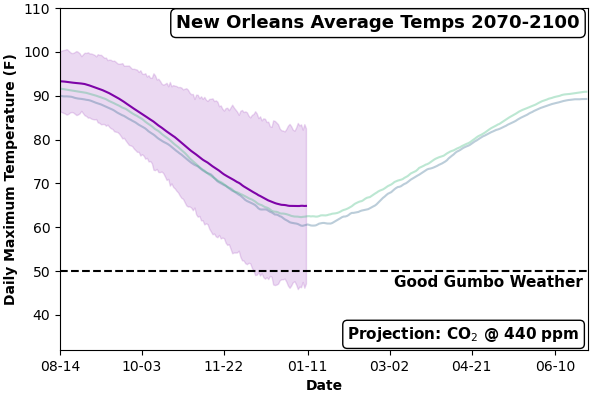 New Orleans Average Temps 2070-2100
Daily Maximum Temperature (F)
110
100
90
80
70
60
50
40
Good Gumbo Weather
Projection: CO₂ @ 440 ppm
08-14 10-03 11-22 01-11 03-02 04-21 06-10
Date